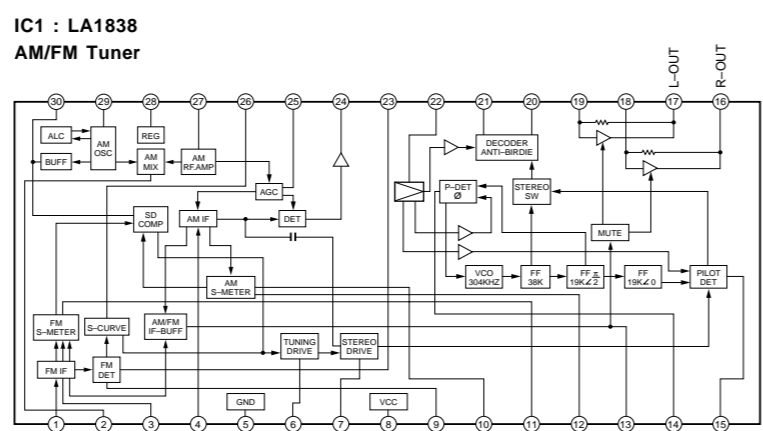 IC1 : LA1838
AM/FM Tuner
L–OUT
R–OUT
30
29
28
27
26
25
24
23
22
21
20
19
18
17
16
ALC
AM
OSC
REG
BUFF
AM
MIX
AM
RF.AMP
AGC
DECODER
ANTI–BIRDIE
P–DET
Ø
STEREO
SW
SD
COMP
AM IF
DET
MUTE
AM
S–METER
VCO
304KHZ
FF
38K
FF π
19K∠2
FF
19K∠0
PILOT
DET
FM
S–METER
S–CURVE
AM/FM
IF–BUFF
TUNING
DRIVE
STEREO
DRIVE
FM IF
FM
DET
GND
VCC
1
2
3
4
5
6
7
8
9
10
11
12
13
14
15